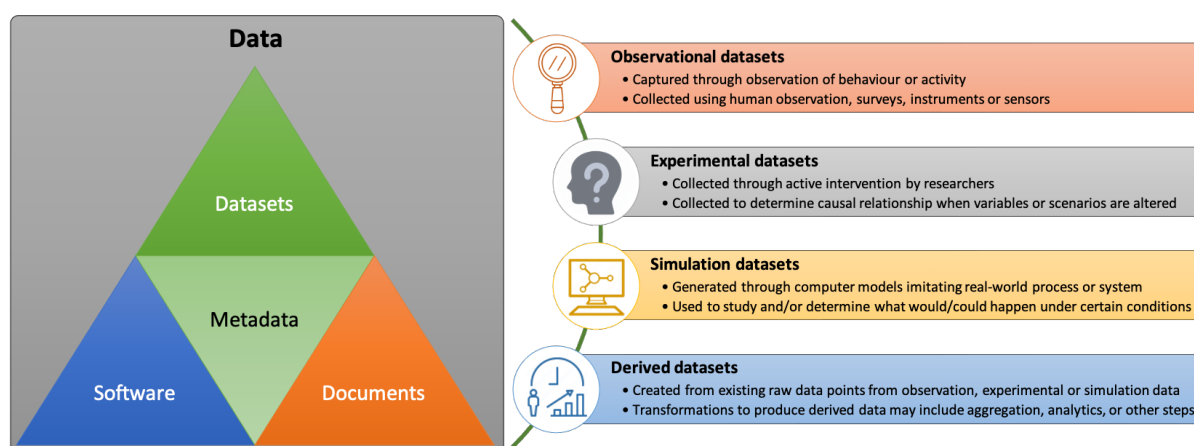 Data
Datasets
Metadata
Software
Documents
Observational datasets
• Captured through observation of behaviour or activity
• Collected using human observation, surveys, instruments or sensors
Experimental datasets
• Collected through active intervention by researchers
• Collected to determine causal relationship when variables or scenarios are altered
Simulation datasets
• Generated through computer models imitating real-world process or system
• Used to study and/or determine what would/could happen under certain conditions
Derived datasets
• Created from existing raw data points from observation, experimental or simulation data
• Transformations to produce derived data may include aggregation, analytics, or other steps